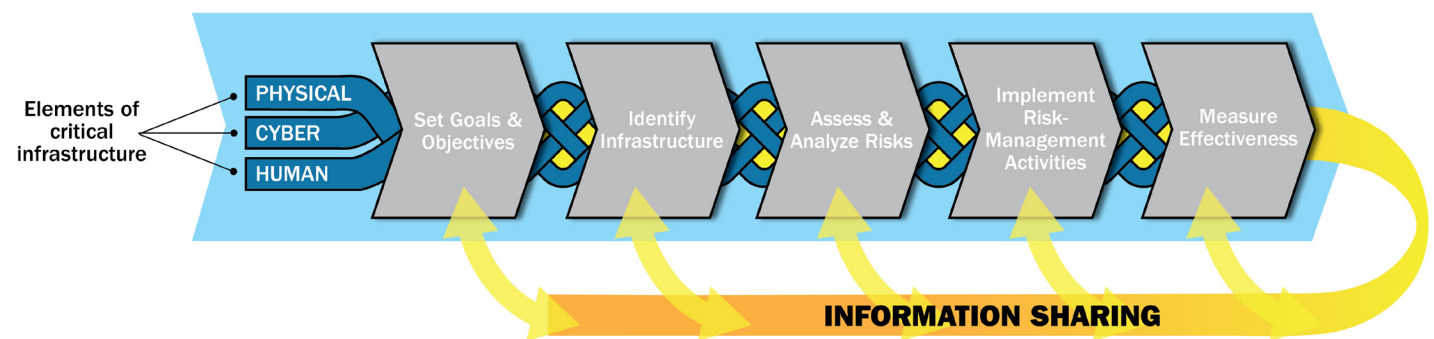 Elements of
critical
infrastructure
PHYSICAL
CYBER
HUMAN
Set Goals &
Objectives
Identify
Infrastructure
Assess &
Analyze Risks
Implement
Risk-
Management
Activities
Measure
Effectiveness
INFORMATION SHARING